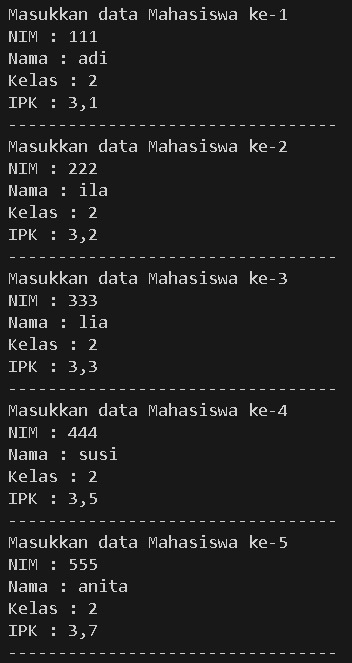 Masukkan data Mahasiswa ke-1
NIM : 111
Nama : adi
Kelas : 2
IPK : 3,1
---------------------------------
Masukkan data Mahasiswa ke-2
NIM : 222
Nama : ila
Kelas : 2
IPK : 3,2
---------------------------------
Masukkan data Mahasiswa ke-3
NIM : 333
Nama : lia
Kelas : 2
IPK : 3,3
---------------------------------
Masukkan data Mahasiswa ke-4
NIM : 444
Nama : susi
Kelas : 2
IPK : 3,5
---------------------------------
Masukkan data Mahasiswa ke-5
NIM : 555
Nama : anita
Kelas : 2
IPK : 3,7
---------------------------------